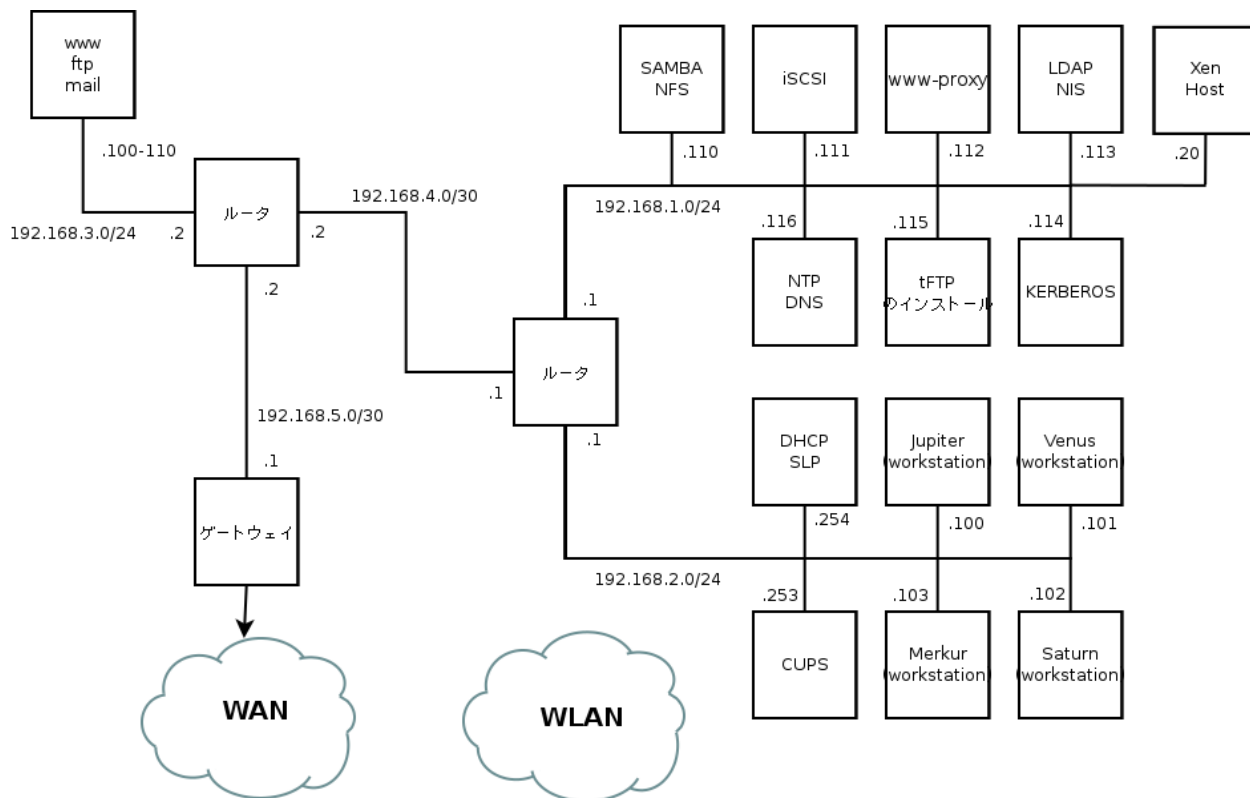 www
ftp
mail
.100-110
192.168.3.0/24
.2
ルータ
.2
.2
192.168.4.0/30
192.168.5.0/30
.1
ゲートウェイ
WAN
WLAN
SAMBA
NFS
.110
iSCSI
.111
www-proxy
.112
LDAP
NIS
.113
Xen
Host
.20
192.168.1.0/24
.116
NTP
DNS
.115
tFTP
のインストール
.114
KERBEROS
.1
ルータ
.1
.1
DHCP
SLP
.254
Jupiter
(workstation)
.100
Venus
(workstation)
.101
192.168.2.0/24
.253
CUPS
.103
Merkur
(workstation)
.102
Saturn
(workstation)